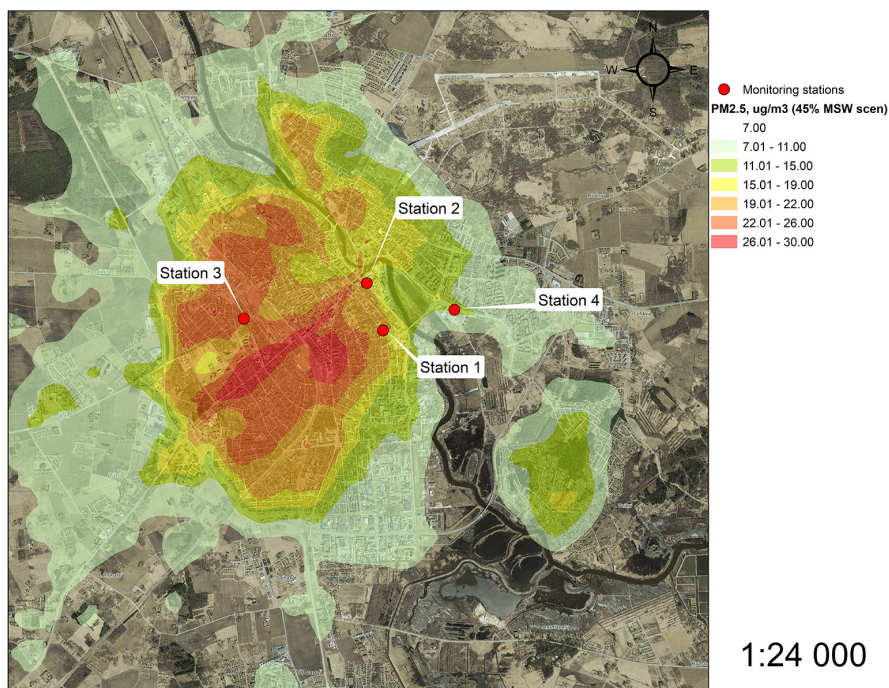 N
W
E
S
Monitoring stations
PM2.5, ug/m3 (45% MSW scen)
7.00
7.01 - 11.00
11.01 - 15.00
15.01 - 19.00
19.01 - 22.00
22.01 - 26.00
26.01 - 30.00
Station 2
Station 3
Station 4
Station 1
1:24 000